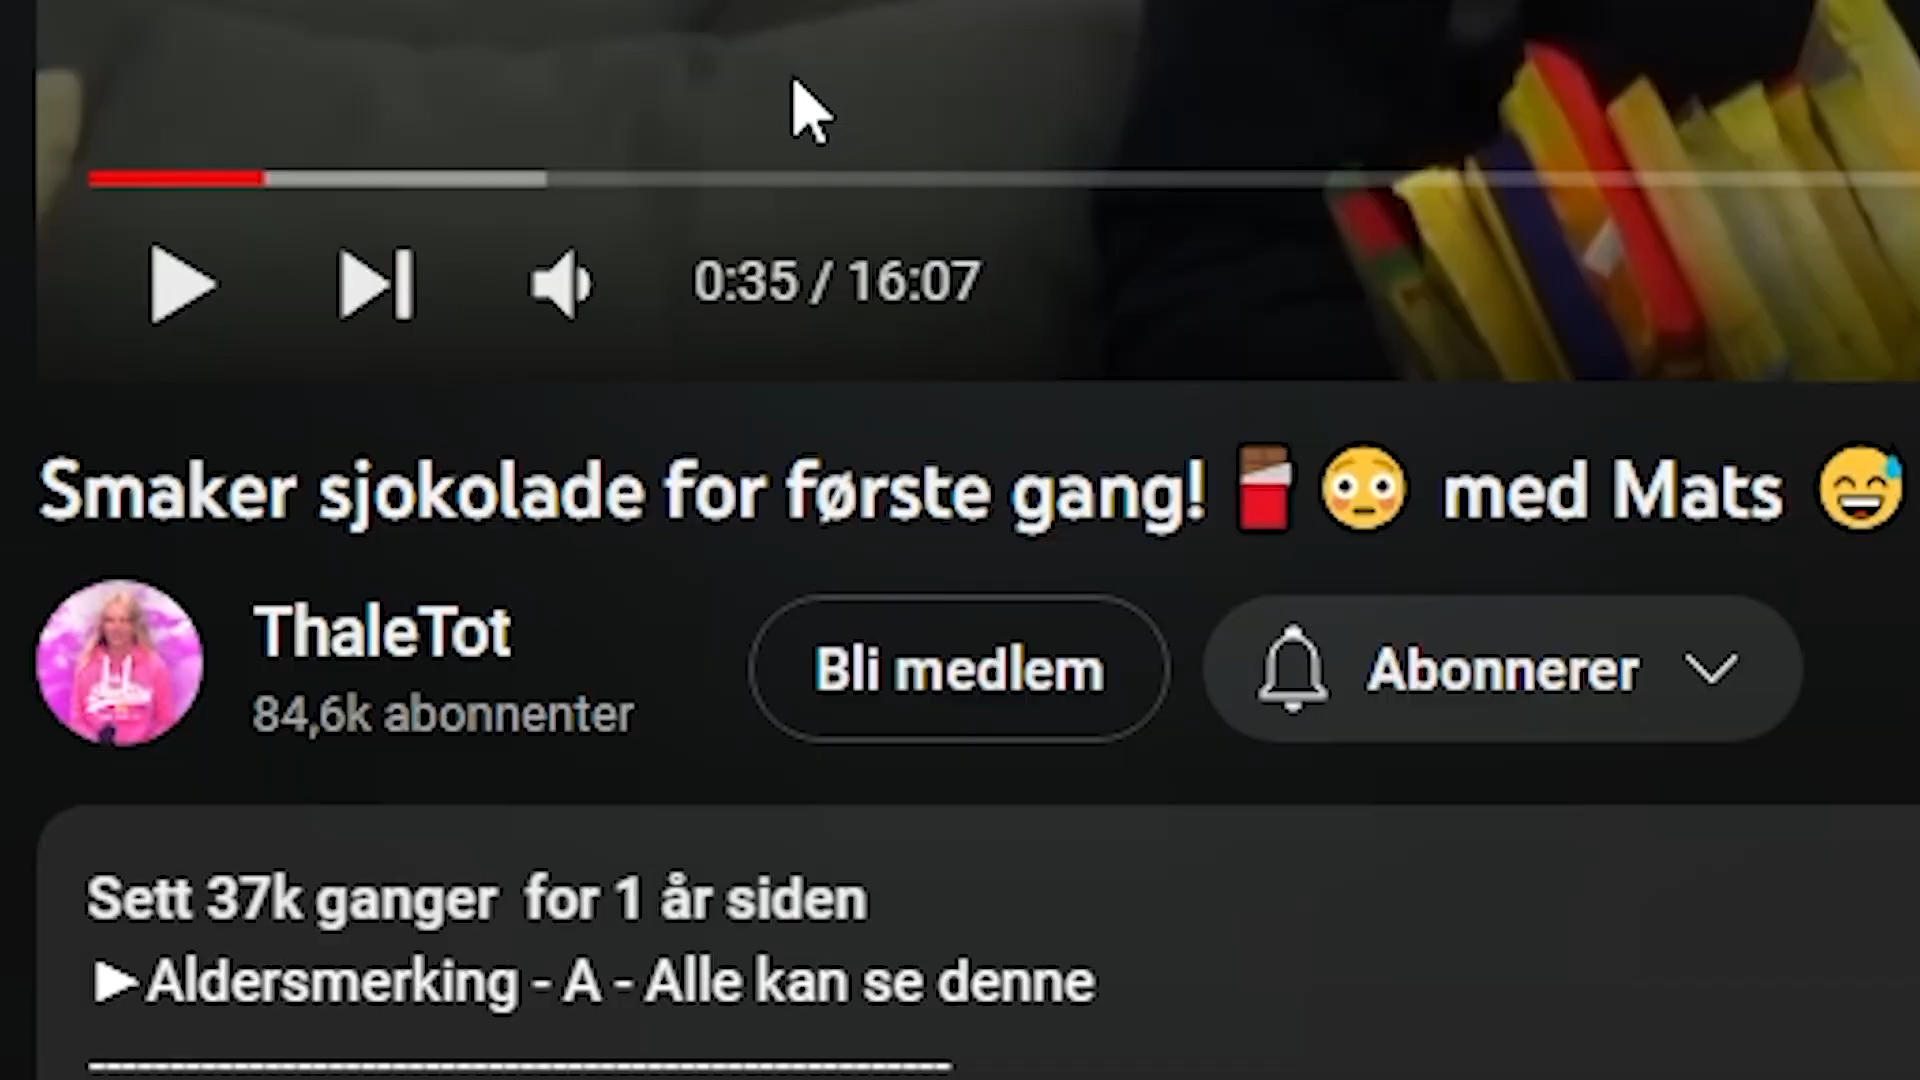 0:35 / 16:07
Smaker sjokolade for første gang! 🍫😳 med Mats 😅
ThaleTot
84,6k abonnenter
Bli medlem
Abonnerer
Sett 37k ganger for 1 år siden
▶Aldersmerking - A - Alle kan se denne